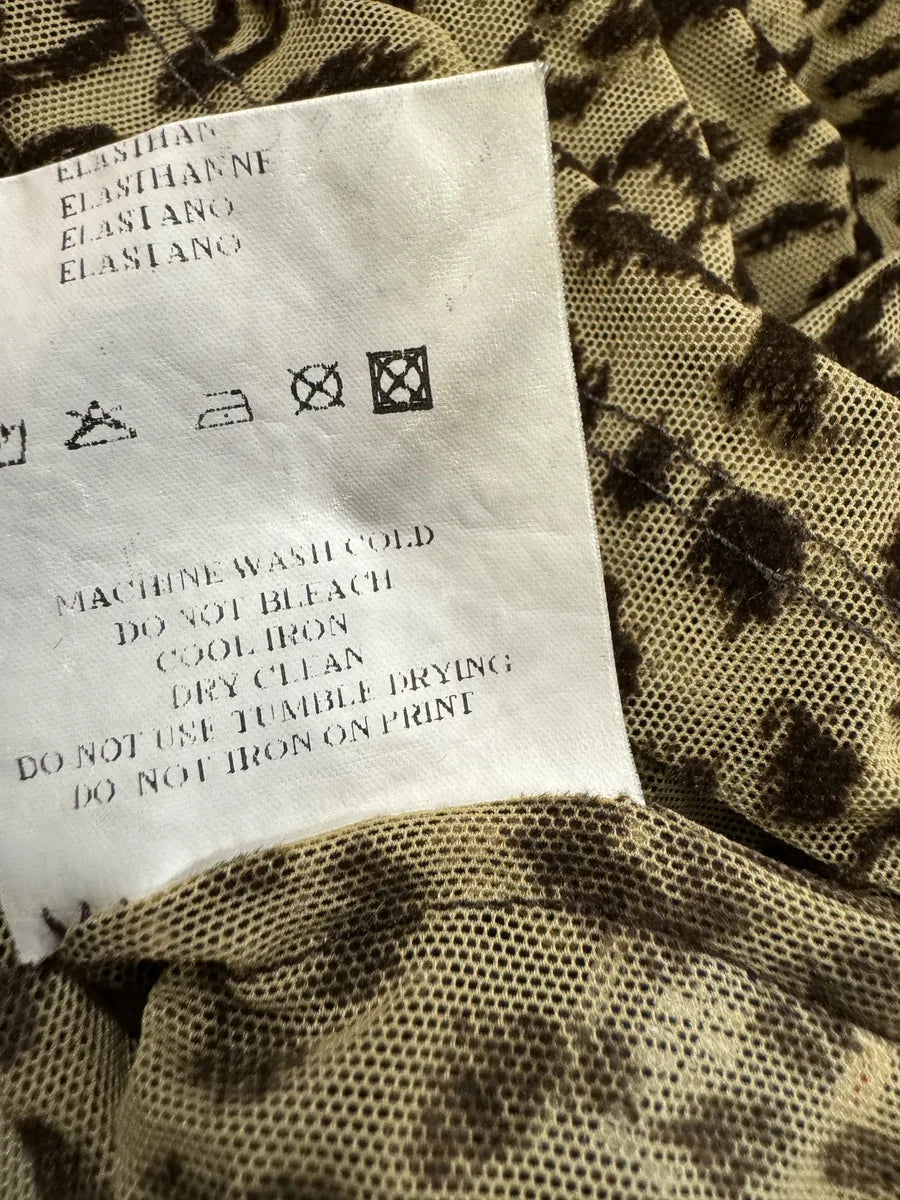 ELASTHAN
ELASTHANNE
ELASTANO
ELASTANO
MACHINE WASH COLD
DO NOT BLEACH
COOL IRON
DRY CLEAN
DO NOT USE TUMBLE DRYING
DO NOT IRON ON PRINT